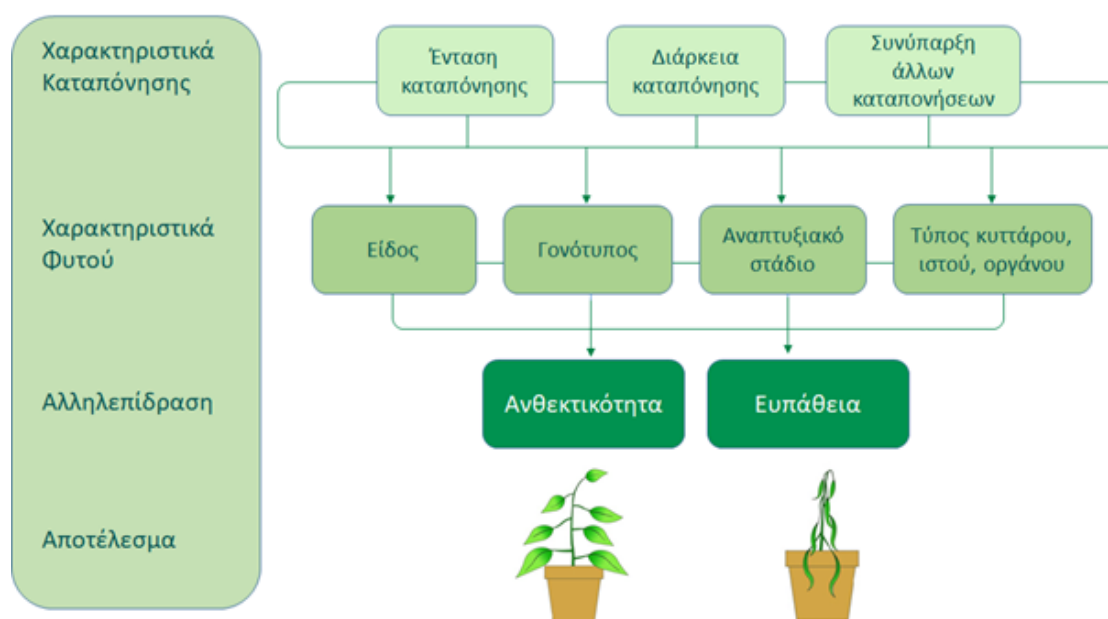 Χαρακτηριστικά
Καταπόνησης
Ένταση
καταπόνησης
Διάρκεια
καταπόνησης
Συνύπαρξη
άλλων
καταπονήσεων
Χαρακτηριστικά
Φυτού
Είδος
Γονότυπος
Αναπτυξιακό
στάδιο
Τύπος κυττάρου,
ιστού, οργάνου
Αλληλεπίδραση
Ανθεκτικότητα
Ευπάθεια
Αποτέλεσμα